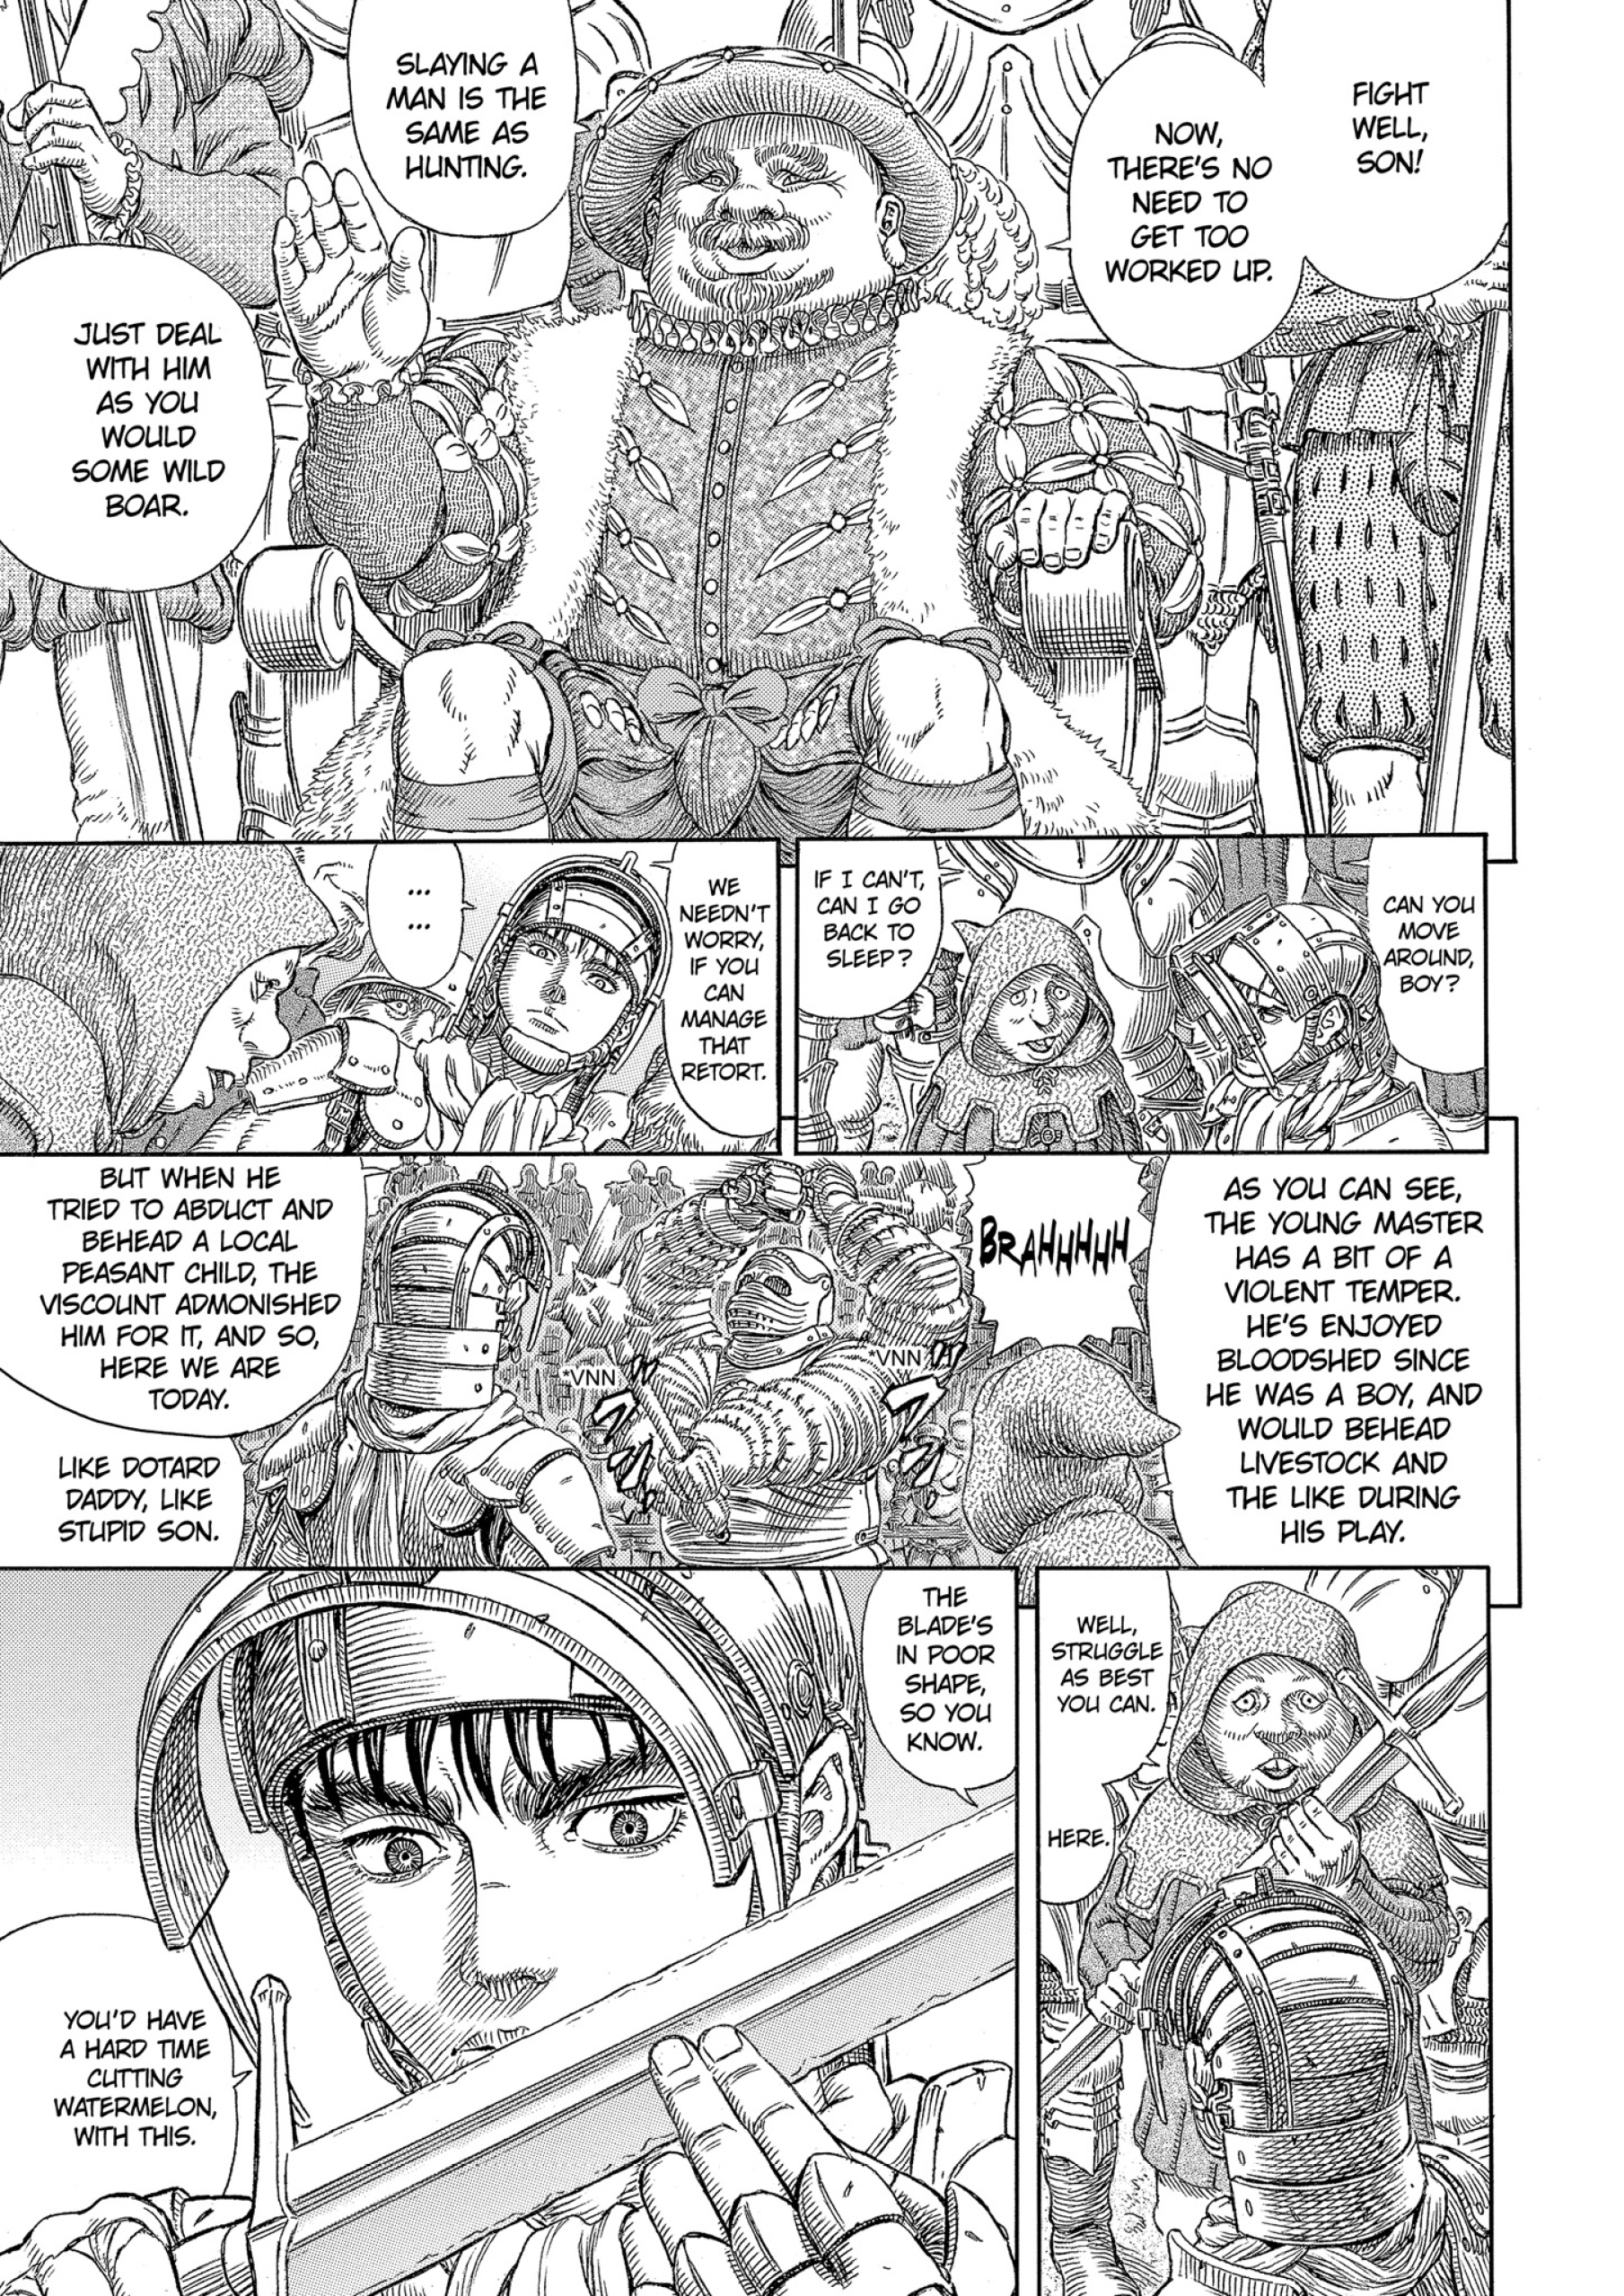 FIGHT
WELL,
SON!
NOW,
THERE'S NO
NEED TO
GET TOO
WORKED UP.
SLAYING A
MAN IS THE
SAME AS
HUNTING.
JUST DEAL
WITH HIM
AS YOU
WOULD
SOME WILD
BOAR.
CAN YOU
MOVE
AROUND,
BOY?
IF I CAN'T,
CAN I GO
BACK TO
SLEEP?
WE
NEEDN'T
WORRY,
IF YOU
CAN
MANAGE
THAT
RETORT.
...
...
AS YOU CAN SEE,
THE YOUNG MASTER
HAS A BIT OF A
VIOLENT TEMPER.
HE'S ENJOYED
BLOODSHED SINCE
HE WAS A BOY, AND
WOULD BEHEAD
LIVESTOCK AND
THE LIKE DURING
HIS PLAY.
BRAHUHUH
*VNN
ブン
*VNN
ブン
BUT WHEN HE
TRIED TO ABDUCT AND
BEHEAD A LOCAL
PEASANT CHILD, THE
VISCOUNT ADMONISHED
HIM FOR IT, AND SO,
HERE WE ARE
TODAY.
LIKE DOTARD
DADDY, LIKE
STUPID SON.
WELL,
STRUGGLE
AS BEST
YOU CAN.
HERE.
THE
BLADE'S
IN POOR
SHAPE,
SO YOU
KNOW.
YOU'D HAVE
A HARD TIME
CUTTING
WATERMELON,
WITH THIS.